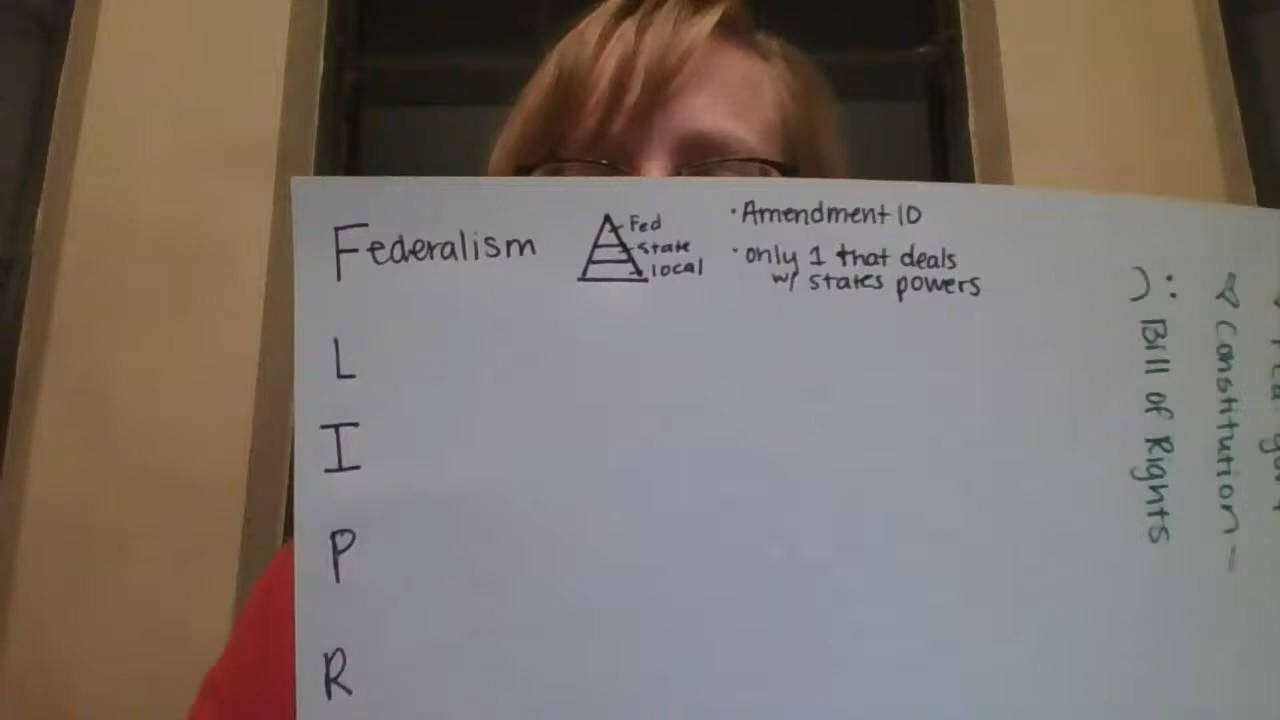 Federalism
Fed
State
local
· Amendment 10
· only 1 that deals
w/ states powers
L
I
P
R
Constitution -
Bill of Rights